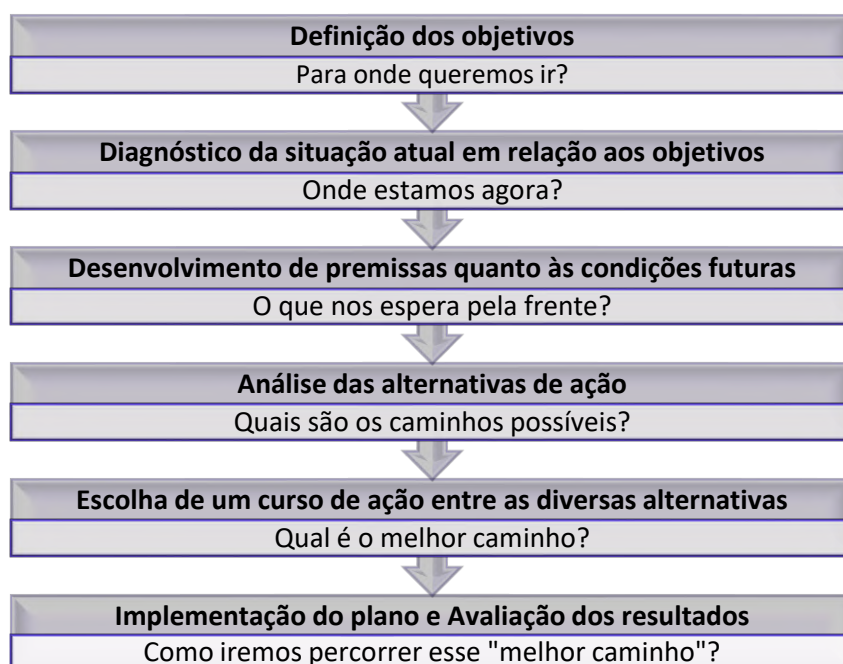 Definição dos objetivos
Para onde queremos ir?
Diagnóstico da situação atual em relação aos objetivos
Onde estamos agora?
Desenvolvimento de premissas quanto às condições futuras
O que nos espera pela frente?
Análise das alternativas de ação
Quais são os caminhos possíveis?
Escolha de um curso de ação entre as diversas alternativas
Qual é o melhor caminho?
Implementação do plano e Avaliação dos resultados
Como iremos percorrer esse "melhor caminho"?